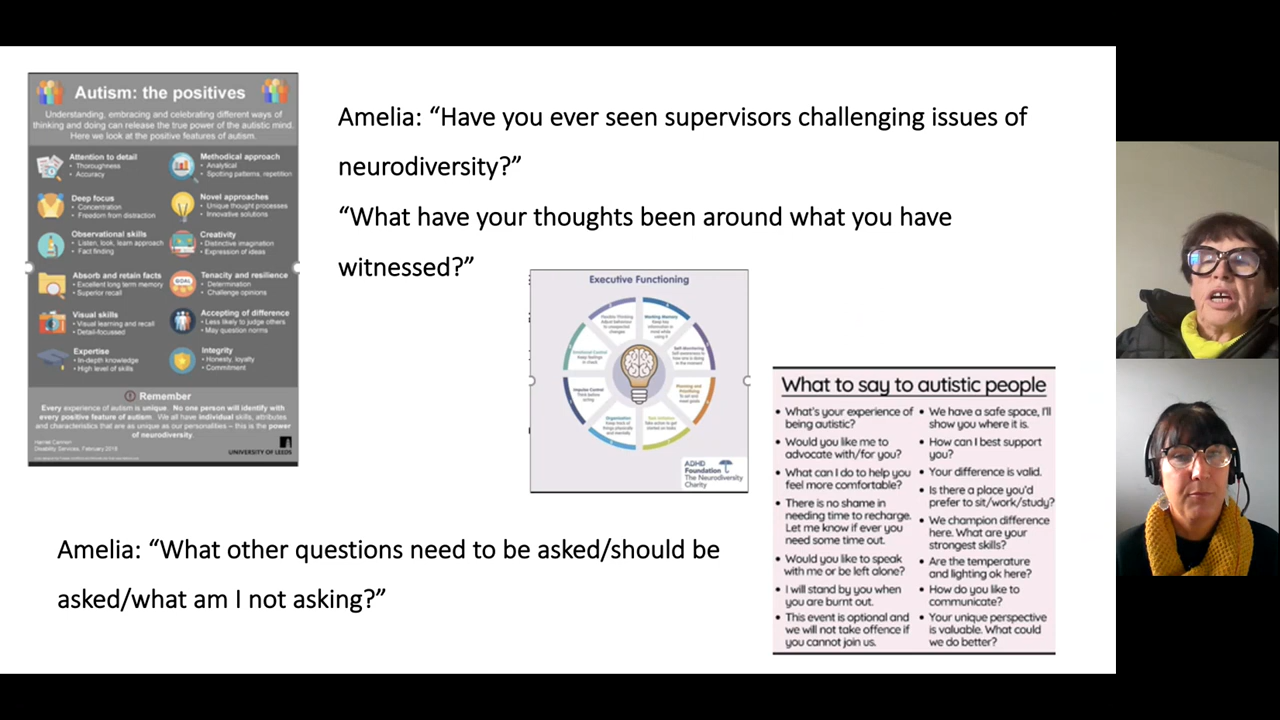 Autism: the positives
Understanding, embracing and celebrating different ways of
thinking and doing can release the true power of the autistic mind.
Here we look at the positive features of autism.
Attention to detail
• Thoroughness
• Accuracy
Methodical approach
• Analytical
• Spotting patterns, repetition
Deep focus
• Concentration
• Freedom from distraction
Novel approaches
• Unique thought processes
• Innovative solutions
Observational skills
• Listen, look, learn approach
• Fact finding
Creativity
• Distinctive imagination
• Expression of ideas
Absorb and retain facts
• Excellent long term memory
• Superior recall
GOAL
Tenacity and resilience
• Determination
• Challenge opinions
Visual skills
• Visual learning and recall
• Detail-focussed
Accepting of difference
• Less likely to judge others
• May question norms
Expertise
• In-depth knowledge
• High level of skills
Integrity
• Honesty, loyalty
• Commitment
Remember
Every experience of autism is unique. No one person will identify with
every positive feature of autism. We all have individual skills, attributes
and characteristics that are as unique as our personalities – this is the power
of neurodiversity.
Harriet Cannon
Disability Services, February 2018
UNIVERSITY OF LEEDS
Amelia: “Have you ever seen supervisors challenging issues of
neurodiversity?”
“What have your thoughts been around what you have
witnessed?”
Executive Functioning
Flexible Thinking
Adjust behaviour
to unexpected
changes
Working Memory
Keep key
information in
mind while
using it
Emotional Control
Keep feelings
in check
Self-Monitoring
Self-awareness to
how one is doing
in the moment
Impulse Control
Think before
acting
Planning and
Prioritising
To set and
meet goals
Organisation
Keep track of
things physically
and mentally
Task Initiation
Take action to get
started on tasks
ADHD
Foundation
The Neurodiversity
Charity
What to say to autistic people
• What's your experience of
being autistic?
• Would you like me to
advocate with/for you?
• What can I do to help you
feel more comfortable?
• There is no shame in
needing time to recharge.
Let me know if ever you
need some time out.
• Would you like to speak
with me or be left alone?
• I will stand by you when
you are burnt out.
• This event is optional and
we will not take offence if
you cannot join us.
• We have a safe space, I'll
show you where it is.
• How can I best support
you?
• Your difference is valid.
• Is there a place you'd
prefer to sit/work/study?
• We champion difference
here. What are your
strongest skills?
• Are the temperature
and lighting ok here?
• How do you like to
communicate?
• Your unique perspective
is valuable. What could
we do better?
Amelia: “What other questions need to be asked/should be
asked/what am I not asking?”